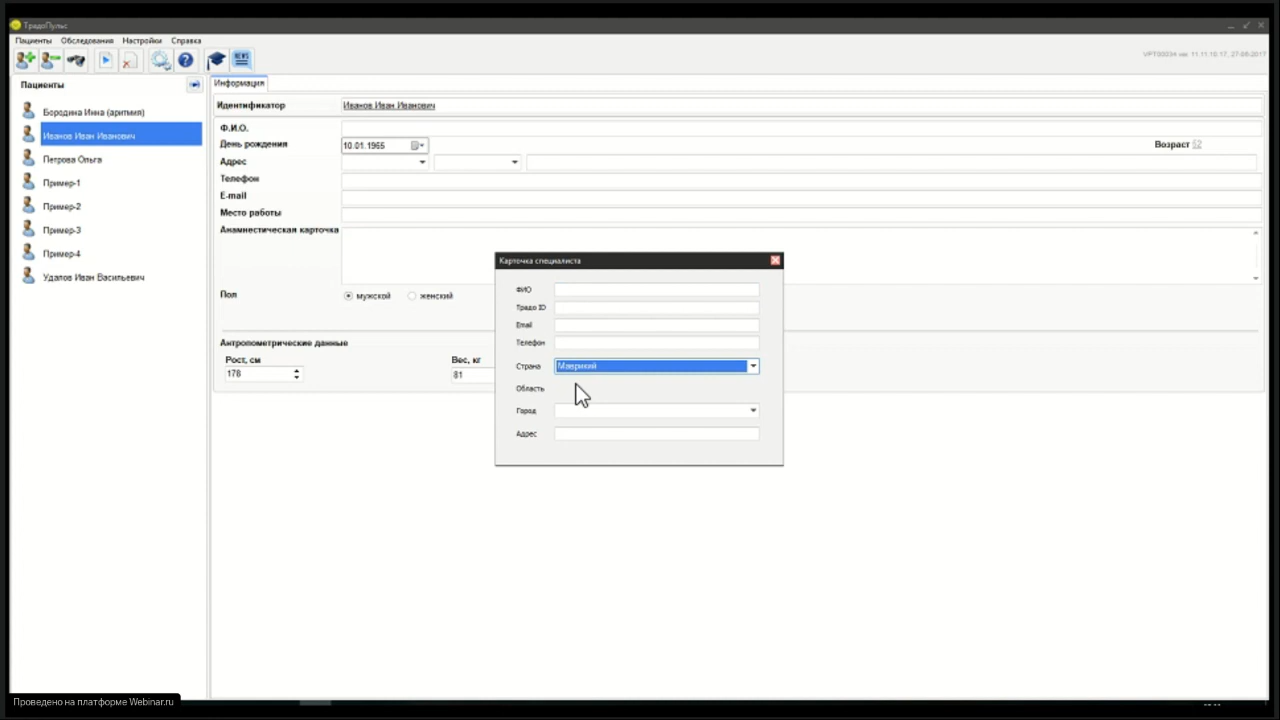 ТрадоПульс
Пациенты Обследования Настройки Справка
NEWS
Пациенты
Информация
Бородина Инна (аритмия)
Иванов Иван Иванович
Петрова Ольга
Пример-1
Пример-2
Пример-3
Пример-4
Удалов Иван Васильевич
Идентификатор Иванов Иван Иванович
Ф.И.О.
День рождения 10.01.1965 Возраст 52
Адрес
Телефон
E-mail
Место работы
Анамнестическая карточка
Пол мужской женский
Антропометрические данные
Рост, см Вес, кг
178 81
Карточка специалиста
ФИО
Традо ID
Email
Телефон
Страна Маврикий
Область
Город
Адрес
Проведено на платформе Webinar.ru